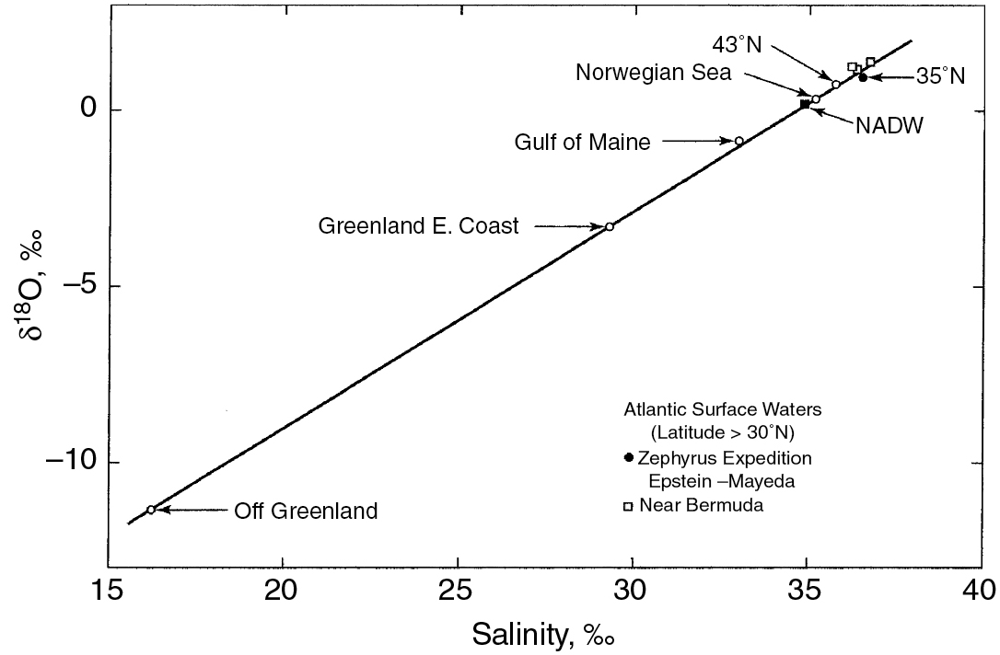 43°N
Norwegian Sea
35°N
0
NADW
Gulf of Maine
Greenland E. Coast
δ¹⁸O, ‰
–5
Atlantic Surface Waters
(Latitude > 30°N)
Zephyrus Expedition
Epstein –Mayeda
Near Bermuda
–10
Off Greenland
15 20 25 30 35 40
Salinity, ‰